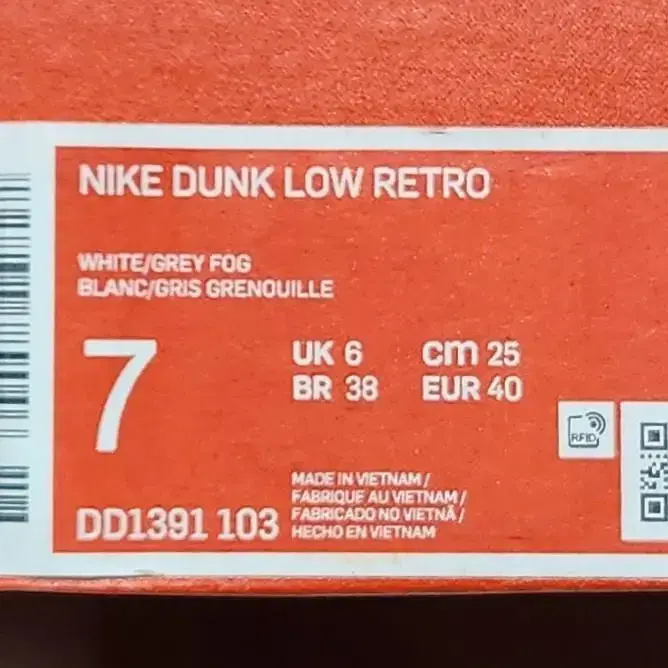 NIKE DUNK LOW RETRO
WHITE/GREY FOG
BLANC/GRIS GRENOUILLE
7
UK 6 cm 25
BR 38 EUR 40
RFID
MADE IN VIETNAM /
FABRIQUE AU VIETNAM /
FABRICADO NO VIETNÃ /
HECHO EN VIETNAM
DD1391 103